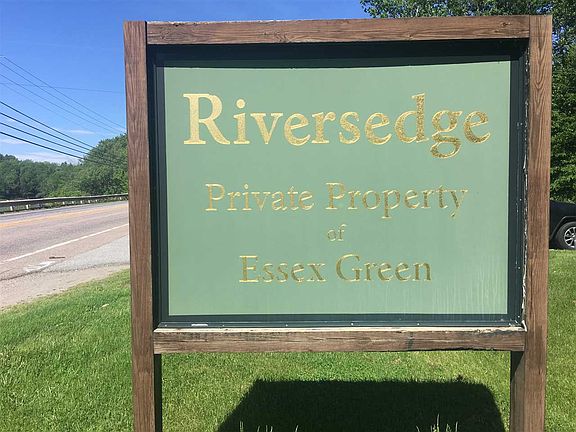 Riversedge
Private Property
of
Essex Green